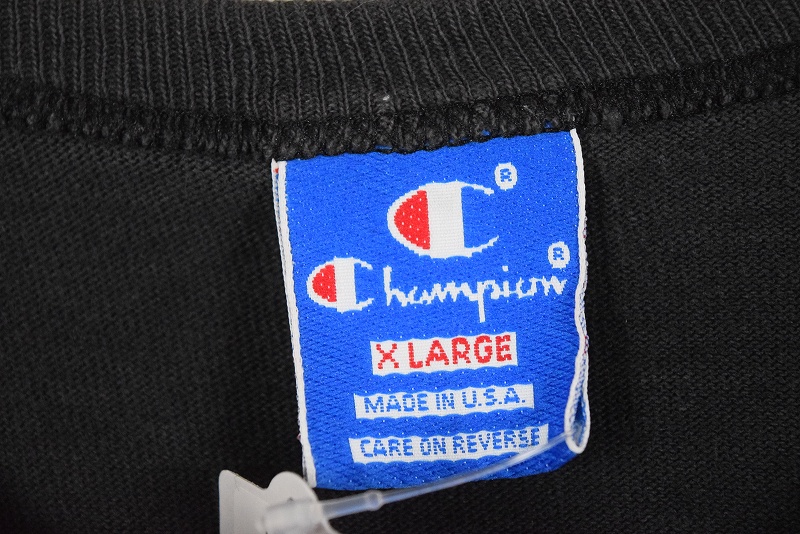 ®
Champion®
X LARGE
MADE IN U.S.A.
CARE ON REVERSE